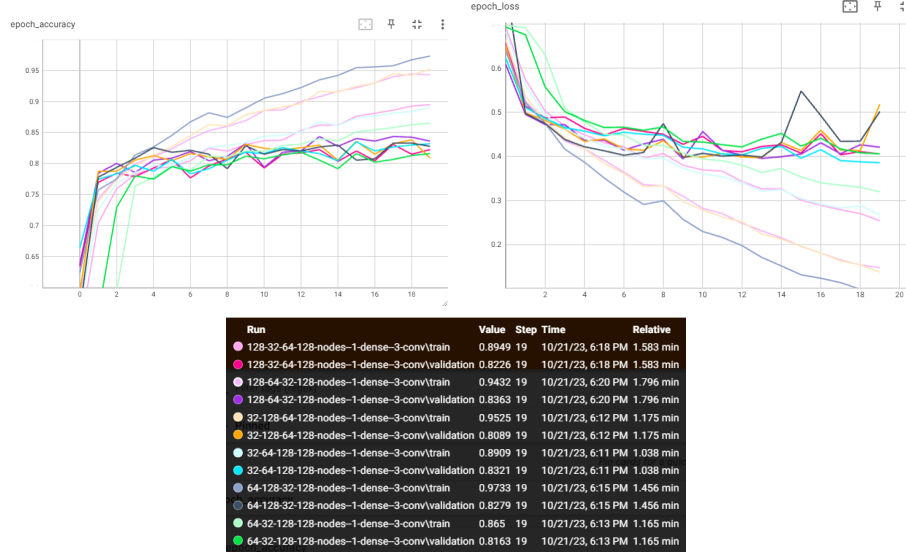 epoch_accuracy
epoch_loss
0.95
0.9
0.85
0.8
0.75
0.7
0.65
0 2 4 6 8 10 12 14 16 18
0.6
0.5
0.4
0.3
0.2
2 4 6 8 10 12 14 16 18 20
Run Value Step Time Relative
128-32-64-128-nodes–1-dense–3-conv\train 0.8949 19 10/21/23, 6:18 PM 1.583 min
128-32-64-128-nodes–1-dense–3-conv\validation 0.8226 19 10/21/23, 6:18 PM 1.583 min
128-64-32-128-nodes–1-dense–3-conv\train 0.9432 19 10/21/23, 6:20 PM 1.796 min
128-64-32-128-nodes–1-dense–3-conv\validation 0.8363 19 10/21/23, 6:20 PM 1.796 min
32-128-64-128-nodes–1-dense–3-conv\train 0.9525 19 10/21/23, 6:12 PM 1.175 min
32-128-64-128-nodes–1-dense–3-conv\validation 0.8089 19 10/21/23, 6:12 PM 1.175 min
32-64-128-128-nodes–1-dense–3-conv\train 0.8909 19 10/21/23, 6:11 PM 1.038 min
32-64-128-128-nodes–1-dense–3-conv\validation 0.8321 19 10/21/23, 6:11 PM 1.038 min
64-128-32-128-nodes–1-dense–3-conv\train 0.9733 19 10/21/23, 6:15 PM 1.456 min
64-128-32-128-nodes–1-dense–3-conv\validation 0.8279 19 10/21/23, 6:15 PM 1.456 min
64-32-128-128-nodes–1-dense–3-conv\train 0.865 19 10/21/23, 6:13 PM 1.165 min
64-32-128-128-nodes–1-dense–3-conv\validation 0.8163 19 10/21/23, 6:13 PM 1.165 min